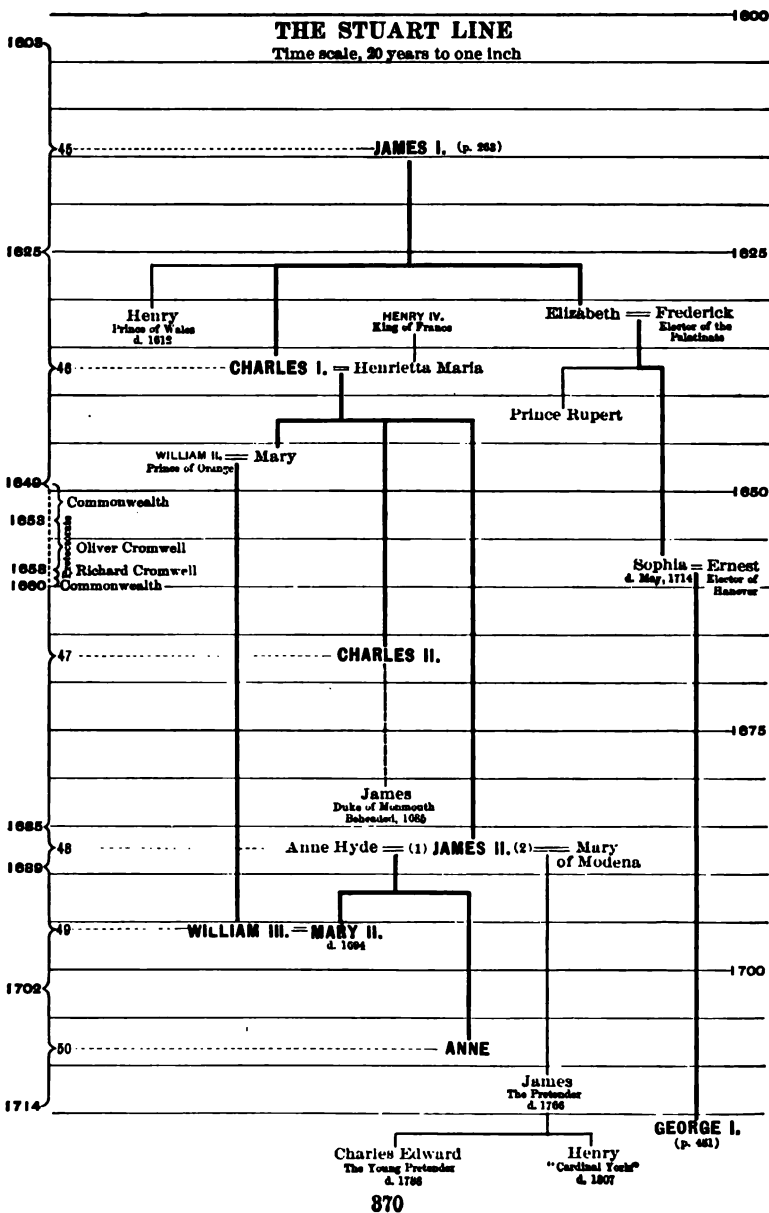 1600
THE STUART LINE
1603
Time scale, 20 years to one inch
45 JAMES I. (p. 263)
1625 1625
Henry
Prince of Wales
d. 1612
HENRY IV.
King of France
Elizabeth = Frederick
Elector of the
Palatinate
46 CHARLES I. = Henrietta Maria
Prince Rupert
WILLIAM II. = Mary
Prince of Orange
1649
1650
Commonwealth
1653
Protectorate
Oliver Cromwell
1658 Richard Cromwell
1660 Commonwealth
Sophia = Ernest
d. May, 1714 Elector of
Hanover
47 CHARLES II.
1675
James
Duke of Monmouth
Beheaded, 1685
1685
48 Anne Hyde = (1) JAMES II. (2) = Mary
of Modena
1689
49 WILLIAM III. = MARY II.
d. 1694
1700
1702
50 ANNE
James
The Pretender
d. 1766
1714
GEORGE I.
(p. 451)
Charles Edward
The Young Pretender
d. 1788
Henry
"Cardinal York"
d. 1807
370